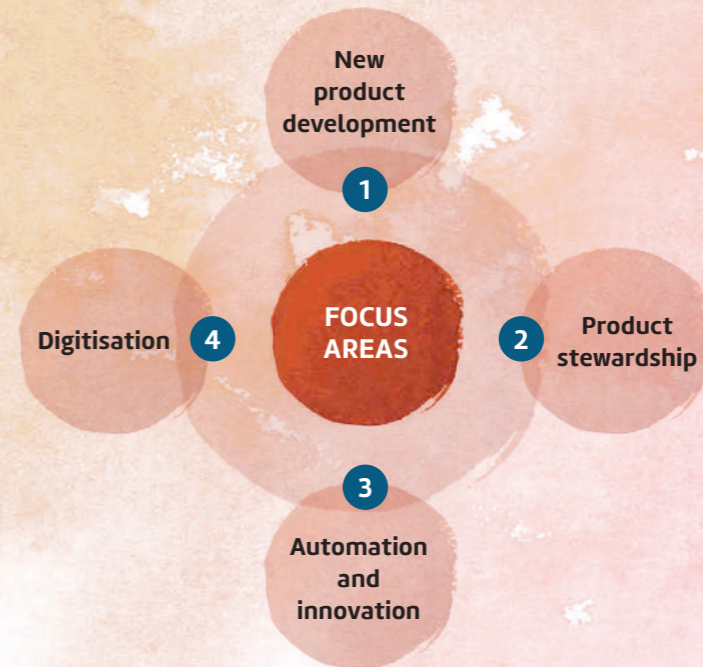 New
product
development
1
FOCUS
AREAS
2
Product
stewardship
3
Automation
and
innovation
Digitisation
4